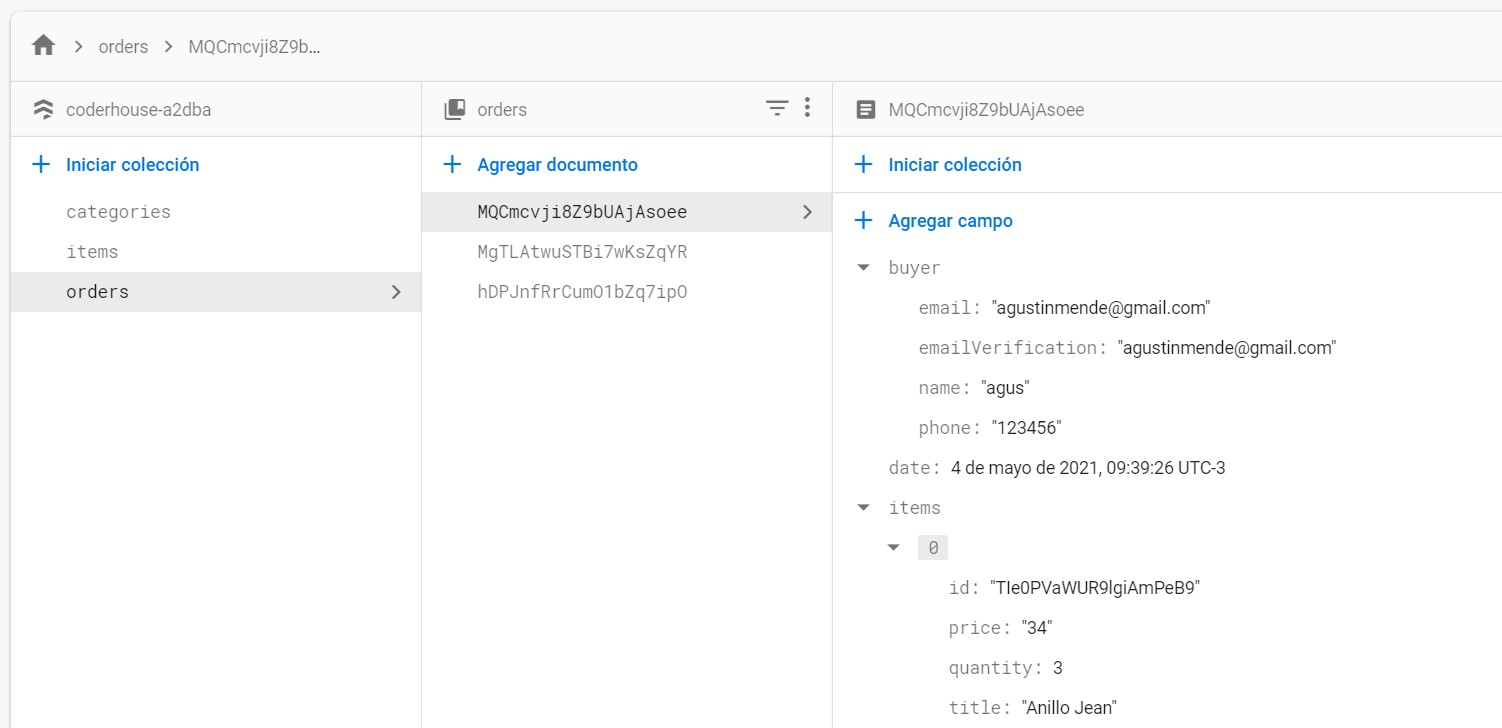 orders
MQCmcvji8Z9b...
coderhouse-a2dba
Iniciar colección
categories
items
orders
orders
Agregar documento
MQCmcvji8Z9bUAjAsoee
MgTLAtwuSTBi7wKsZqYR
hDPJnfRrCumO1bZq7ipO
MQCmcvji8Z9bUAjAsoee
Iniciar colección
Agregar campo
buyer
email: "agustinmende@gmail.com"
emailVerification: "agustinmende@gmail.com"
name: "agus"
phone: "123456"
date: 4 de mayo de 2021, 09:39:26 UTC-3
items
0
id: "TIe0PVaWUR9lgiAmPeB9"
price: "34"
quantity: 3
title: "Anillo Jean"